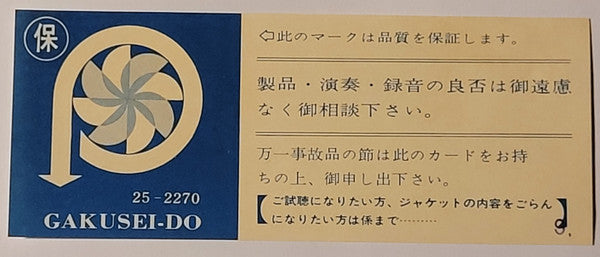 保
25-2270
GAKUSEI-DO
⇦此のマークは品質を保証します。
製品・演奏・録音の良否は御遠慮
なく御相談下さい。
万一事故品の節は此のカードをお持
ちの上、御申し出下さい。
【ご試聴になりたい方、ジャケットの内容をごらん
になりたい方は係まで………】